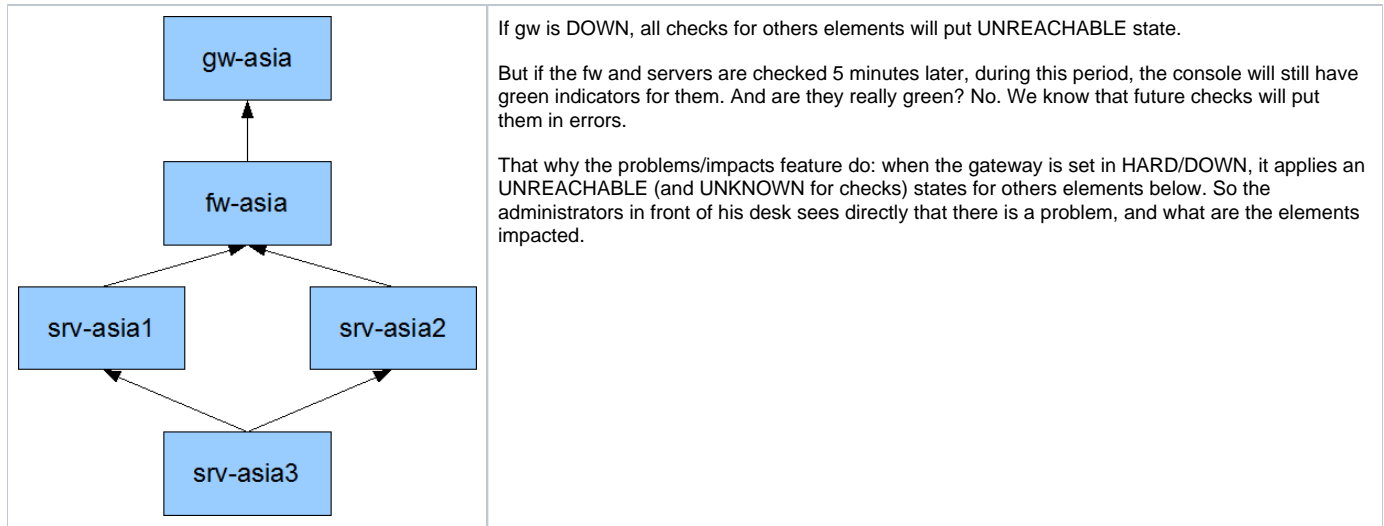 gw-asia
fw-asia
srv-asia1
srv-asia2
srv-asia3
If gw is DOWN, all checks for others elements will put UNREACHABLE state.
But if the fw and servers are checked 5 minutes later, during this period, the console will still have
green indicators for them. And are they really green? No. We know that future checks will put
them in errors.
That why the problems/impacts feature do: when the gateway is set in HARD/DOWN, it applies an
UNREACHABLE (and UNKNOWN for checks) states for others elements below. So the
administrators in front of his desk sees directly that there is a problem, and what are the elements
impacted.